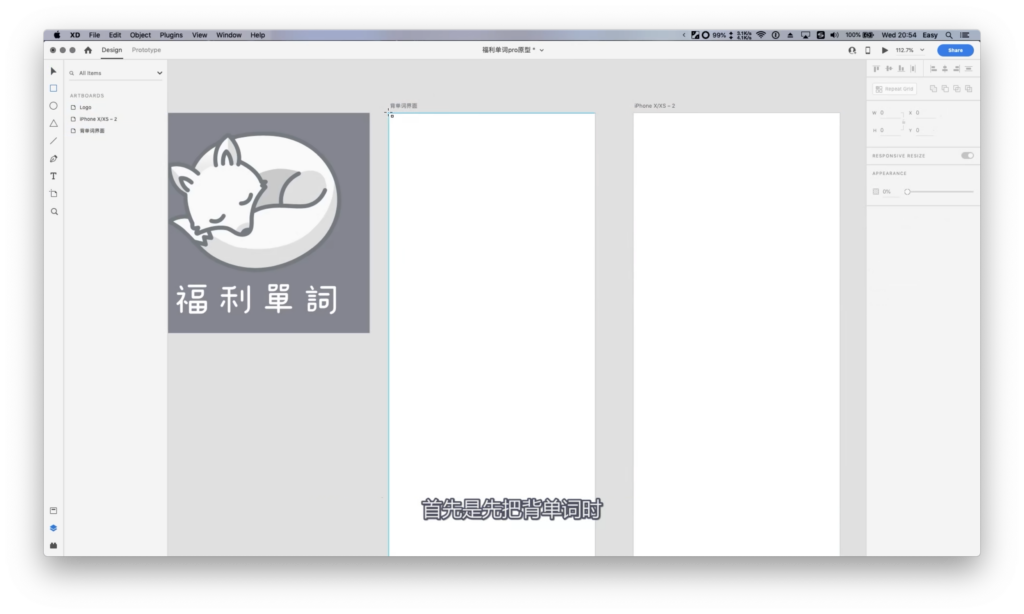 XD File Edit Object Plugins View Window Help
99%
100%
Wed 20:54 Easy
Design Prototype
福利单词pro原型 *
112.7%
Share
All Items
ARTBOARDS
Logo
iPhone X/XS – 2
背单词界面
背单词界面
iPhone X/XS – 2
福利單詞
首先是先把背单词时
Repeat Grid
W 0 X 0
H 0 Y 0
RESPONSIVE RESIZE
APPEARANCE
0%